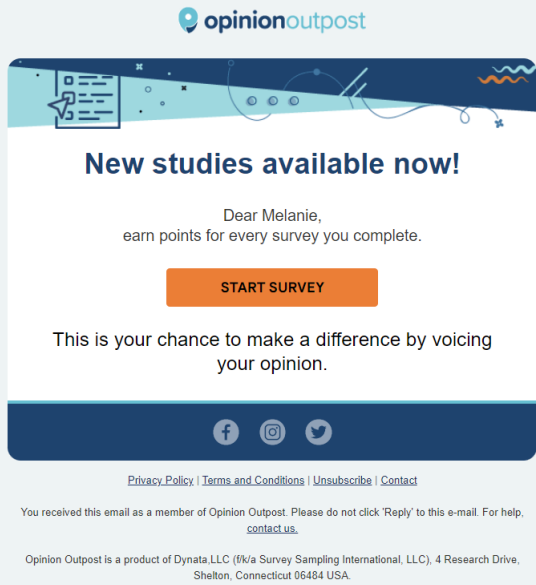 opinionoutpost
New studies available now!
Dear Melanie,
earn points for every survey you complete.
START SURVEY
This is your chance to make a difference by voicing
your opinion.
Privacy Policy | Terms and Conditions | Unsubscribe | Contact
You received this email as a member of Opinion Outpost. Please do not click 'Reply' to this e-mail. For help,
contact us.
Opinion Outpost is a product of Dynata,LLC (f/k/a Survey Sampling International, LLC), 4 Research Drive,
Shelton, Connecticut 06484 USA.